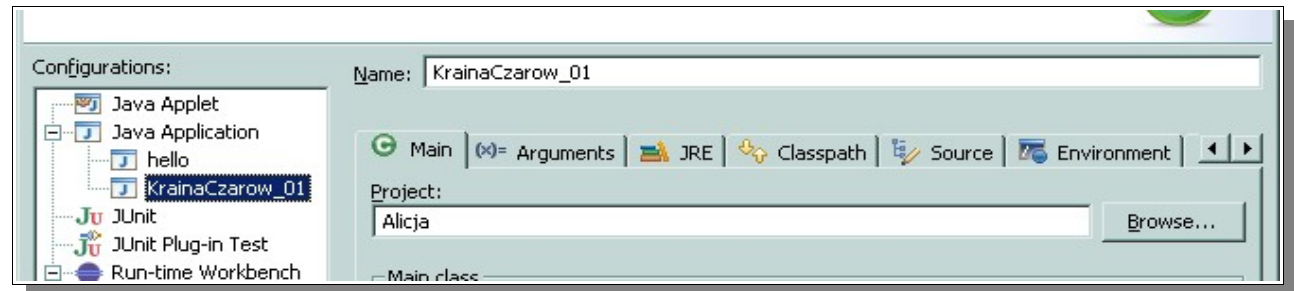 Configurations:
Java Applet
Java Application
hello
KrainaCzarow_01
JUnit
JUnit Plug-in Test
Run-time Workbench
Name: KrainaCzarow_01
Main (x)= Arguments JRE Classpath Source Environment
Project:
Alicja Browse...
Main class